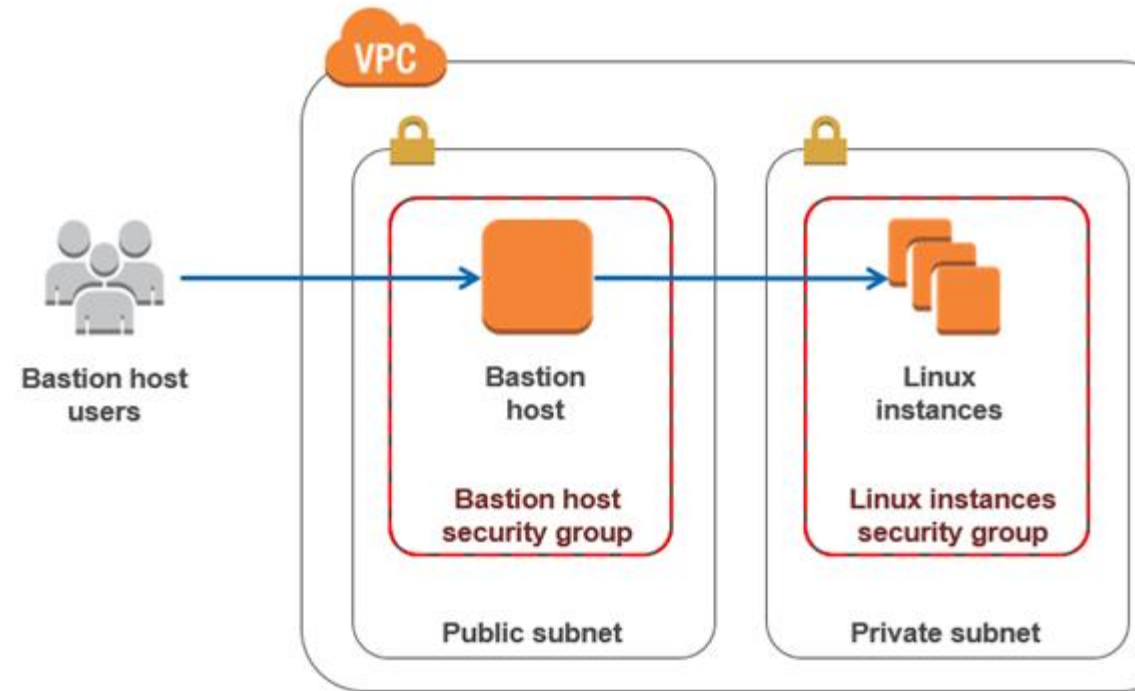 VPC
Bastion host
users
Bastion
host
Bastion host
security group
Public subnet
Linux
instances
Linux instances
security group
Private subnet